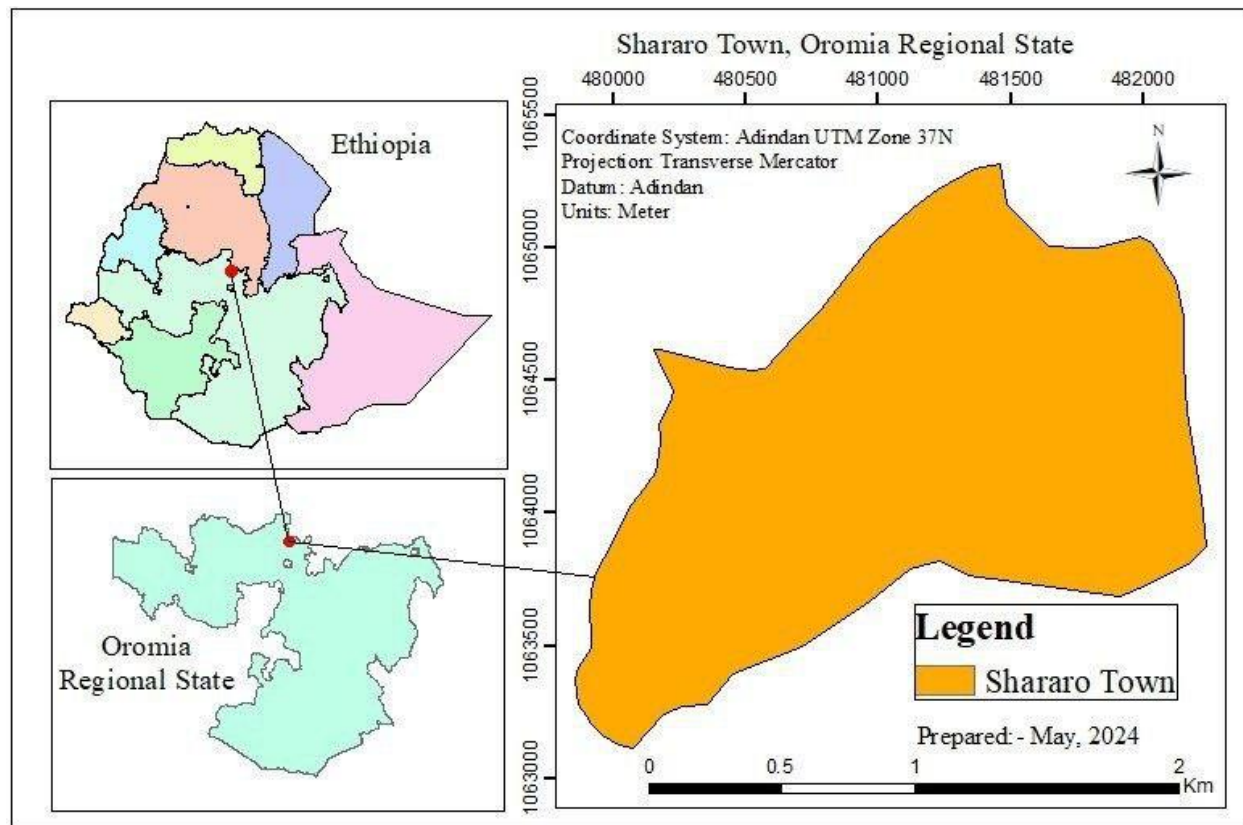 Shararo Town, Oromia Regional State
480000 480500 481000 481500 482000
Ethiopia
Coordinate System: Adindan UTM Zone 37N
Projection: Transverse Mercator
Datum: Adindan
Units: Meter
N
1065500
1065000
1064500
1064000
1063500
1063000
Oromia
Regional State
Legend
Shararo Town
Prepared:- May, 2024
0 0.5 1 2
Km